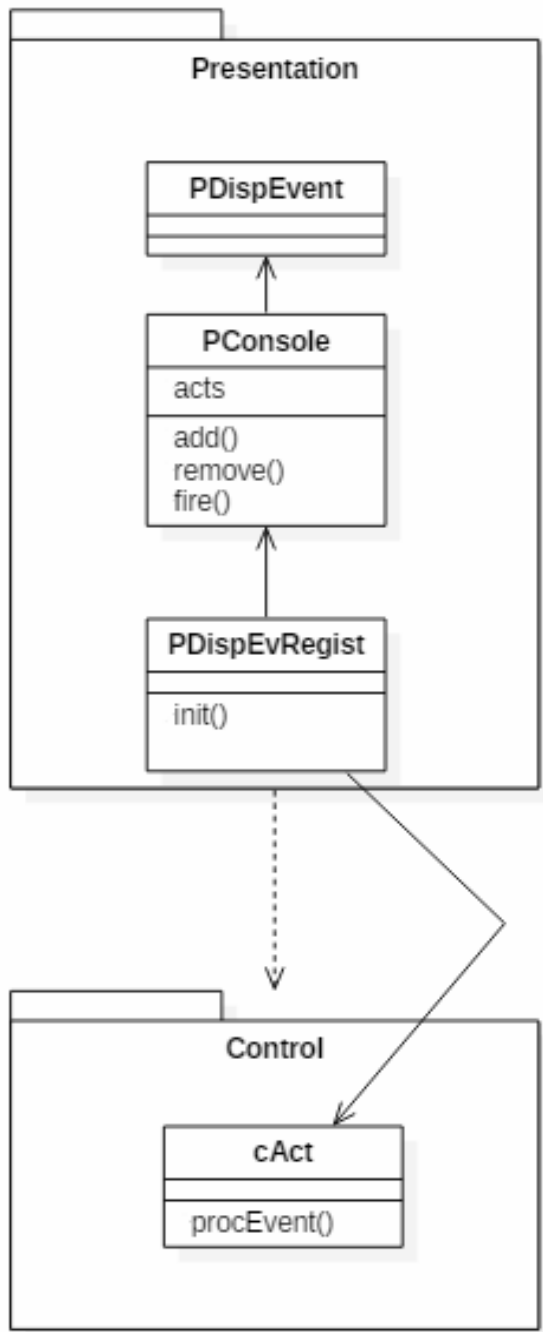 Presentation
PDispEvent
PConsole
acts
add()
remove()
fire()
PDispEvRegist
init()
Control
cAct
procEvent()